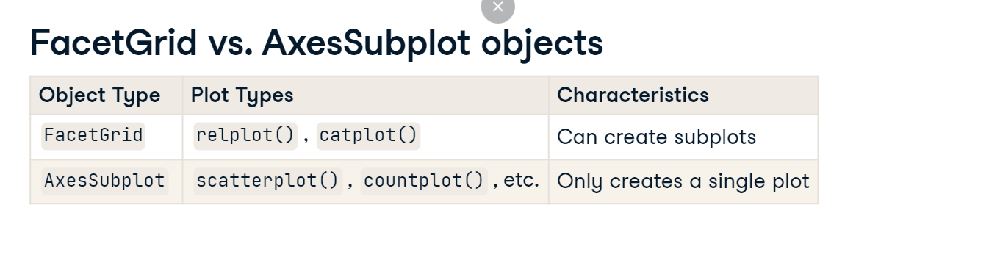 FacetGrid vs. AxesSubplot objects
Object Type Plot Types Characteristics
FacetGrid relplot() , catplot() Can create subplots
AxesSubplot scatterplot() , countplot() , etc. Only creates a single plot